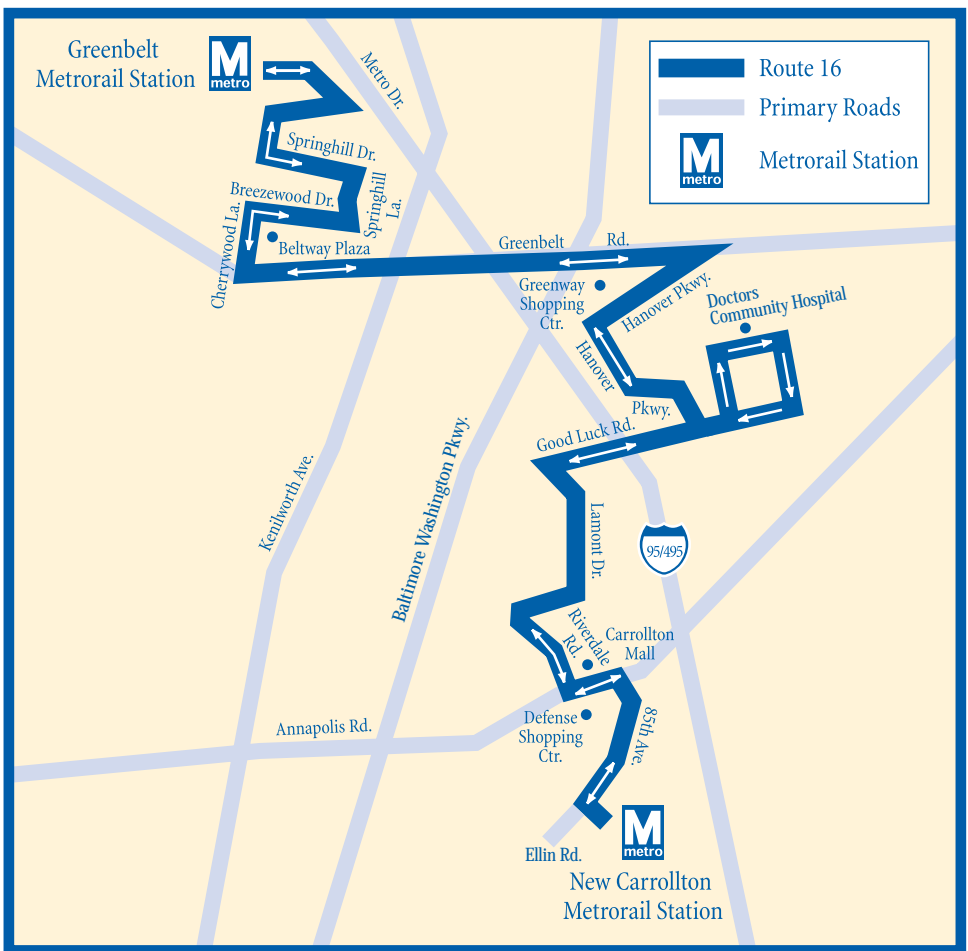 Greenbelt
Metrorail Station
M
metro
Metro Dr.
Route 16
Primary Roads
M
metro
Metrorail Station
Springhill Dr.
Springhill
La.
Breezewood Dr.
Cherrywood La.
Beltway Plaza
Greenbelt Rd.
Greenway
Shopping
Ctr.
Hanover Pkwy.
Doctors
Community Hospital
Hanover
Pkwy.
Good Luck Rd.
Kenilworth Ave.
Baltimore Washington Pkwy.
Lamont Dr.
95/495
Riverdale
Rd.
Carrollton
Mall
Annapolis Rd.
Defense
Shopping
Ctr.
85th Ave.
Ellin Rd.
M
metro
New Carrollton
Metrorail Station